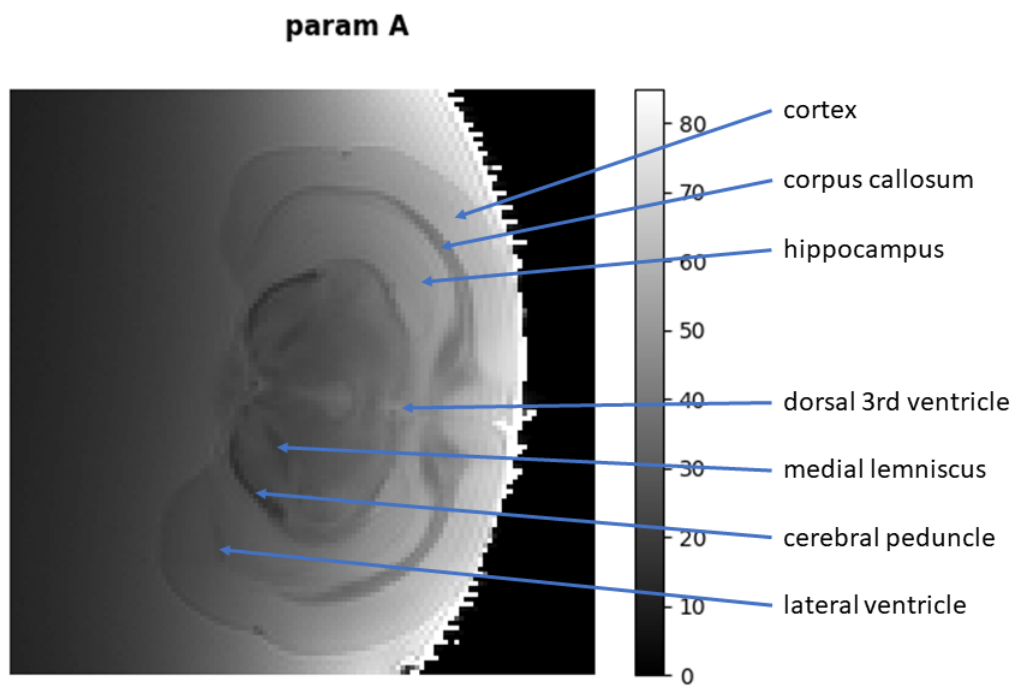 param A
cortex
80
corpus callosum
70
hippocampus
60
50
dorsal 3rd ventricle
40
medial lemniscus
30
cerebral peduncle
20
lateral ventricle
10
0